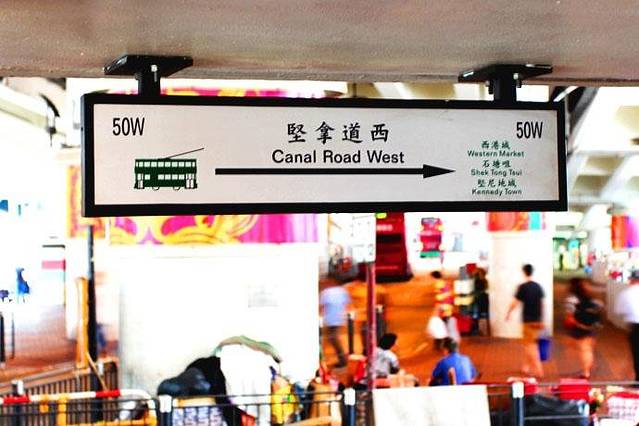 50W
堅拿道西
Canal Road West
50W
西港城
Western Market
石塘咀
Shek Tong Tsui
堅尼地城
Kennedy Town